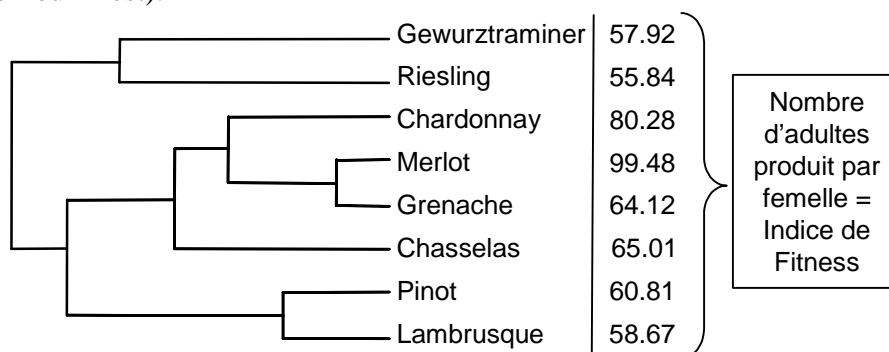 Gewurztraminer 57.92
Riesling 55.84
Chardonnay 80.28
Merlot 99.48
Grenache 64.12
Chasselas 65.01
Pinot 60.81
Lambrusque 58.67
Nombre
d'adultes
produit par
femelle =
Indice de
Fitness